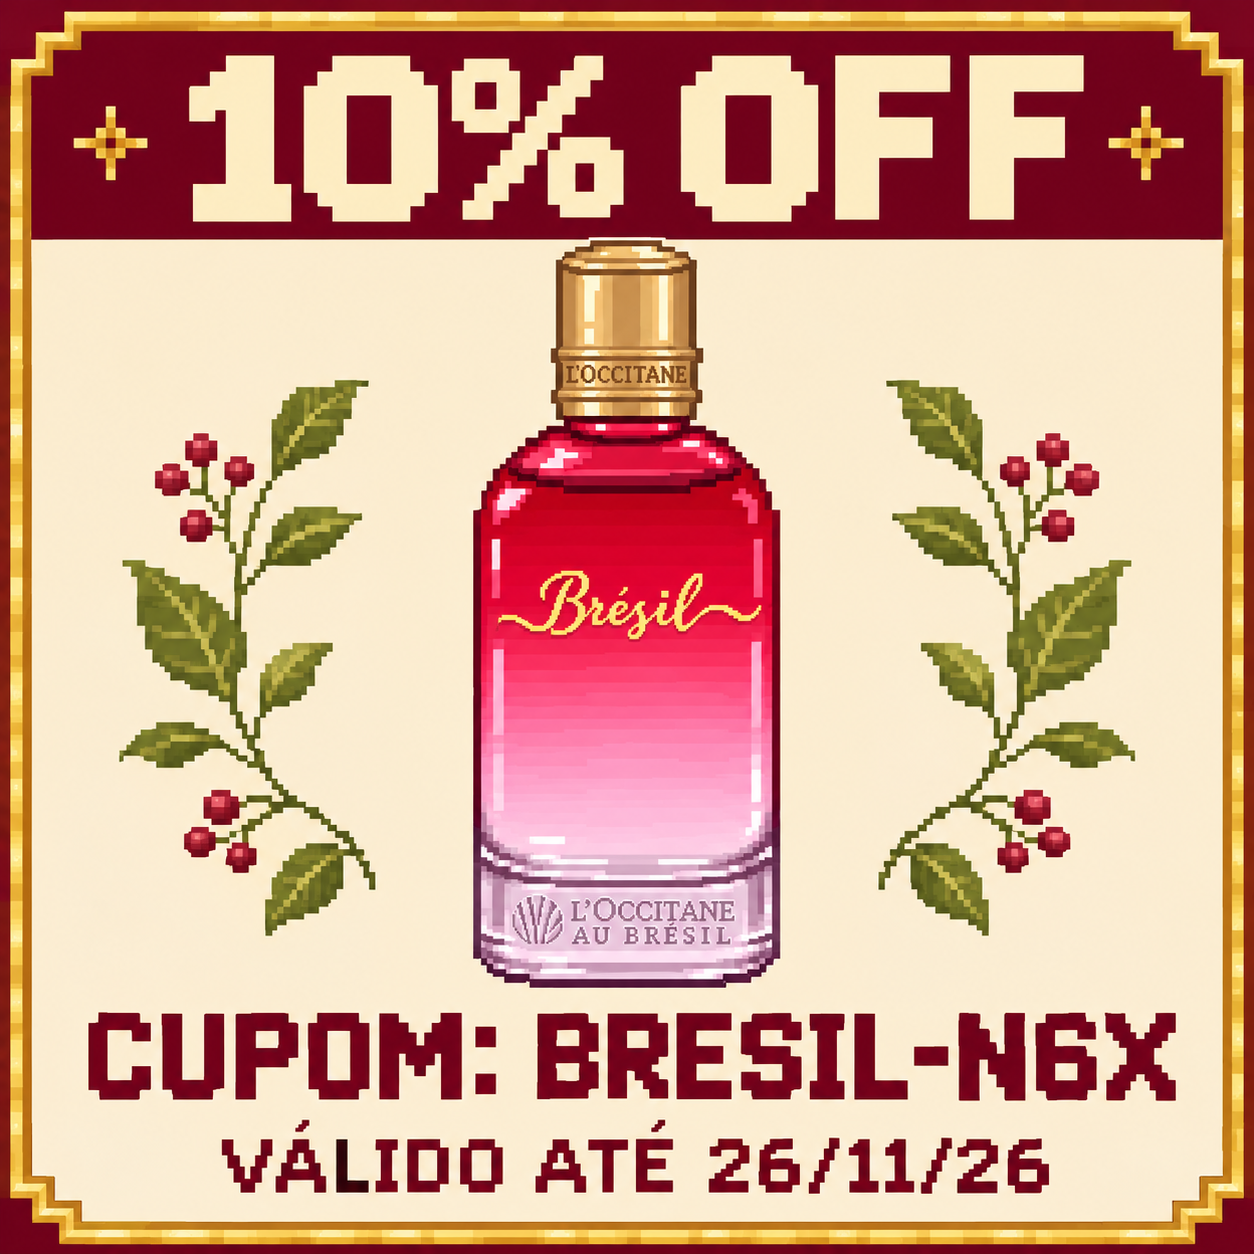 10% OFF
L'OCCITANE
Brésil
L'OCCITANE
AU BRÉSIL
CUPOM: BRESIL-N6X
VÁLIDO ATÉ 26/11/26